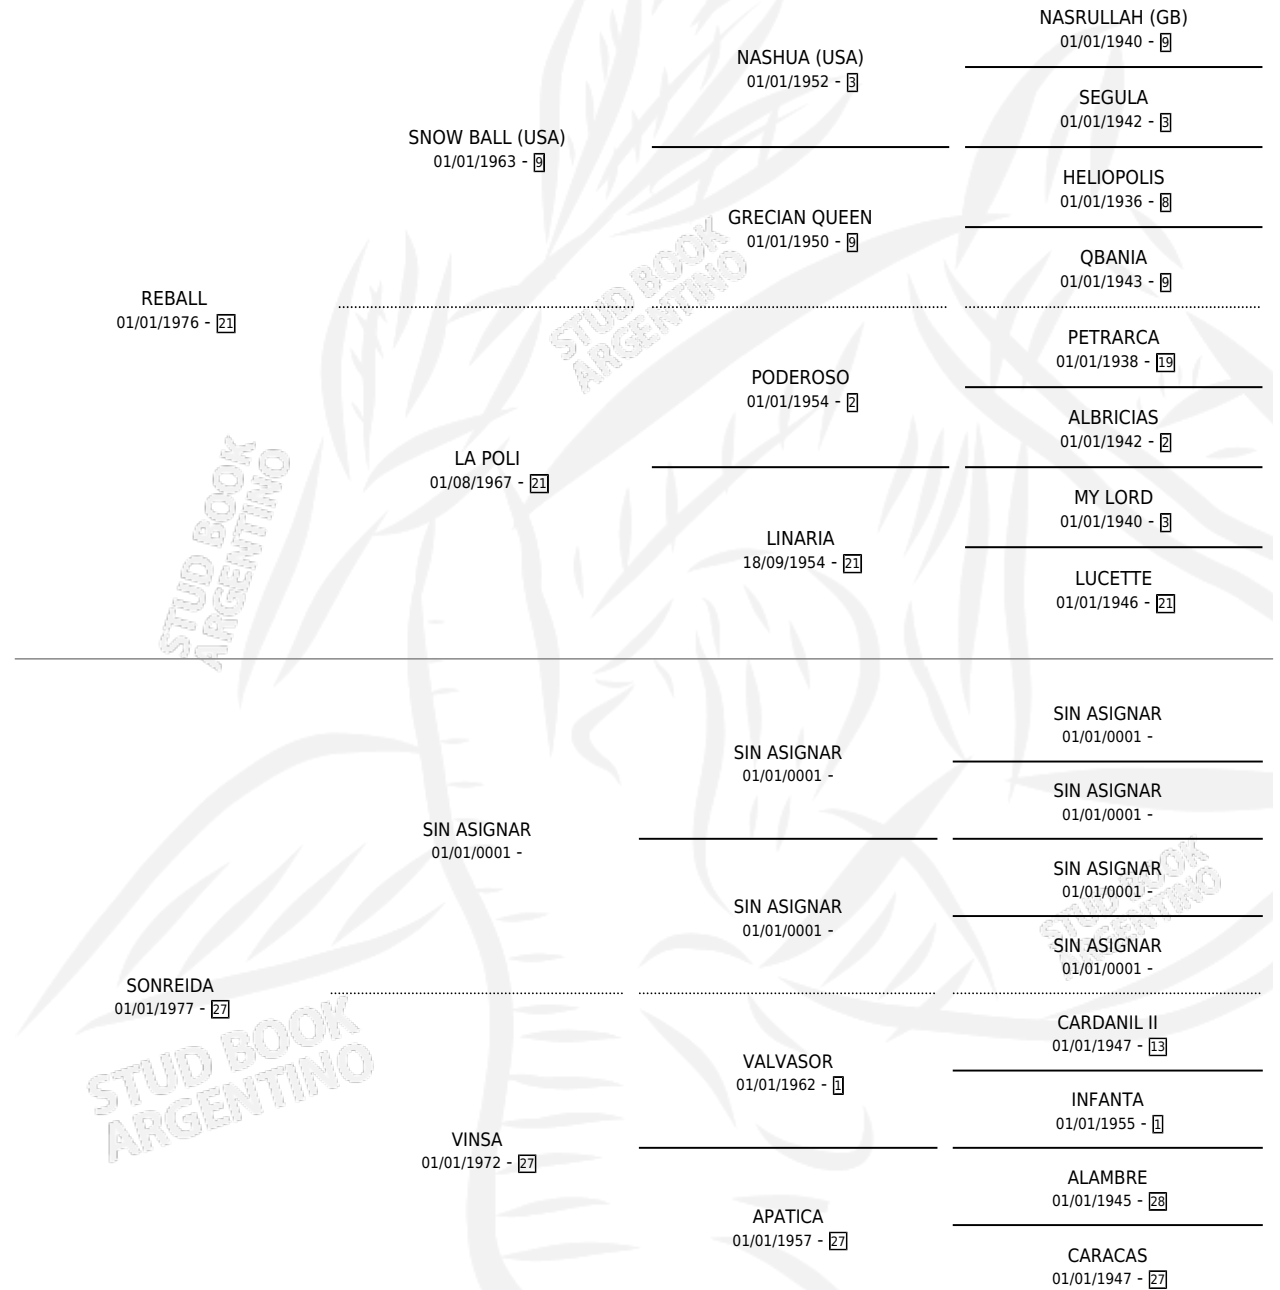 NASRULLAH (GB)
01/01/1940 - 9
NASHUA (USA)
01/01/1952 - 3
SEGULA
01/01/1942 - 3
SNOW BALL (USA)
01/01/1963 - 9
HELIOPOLIS
01/01/1936 - 8
GRECIAN QUEEN
01/01/1950 - 9
QBANIA
01/01/1943 - 9
REBALL
01/01/1976 - 21
PETRARCA
01/01/1938 - 19
PODEROSO
01/01/1954 - 2
ALBRICIAS
01/01/1942 - 2
LA POLI
01/08/1967 - 21
MY LORD
01/01/1940 - 3
LINARIA
18/09/1954 - 21
LUCETTE
01/01/1946 - 21
SIN ASIGNAR
01/01/0001 -
SIN ASIGNAR
01/01/0001 -
SIN ASIGNAR
01/01/0001 -
SIN ASIGNAR
01/01/0001 -
SIN ASIGNAR
01/01/0001 -
SIN ASIGNAR
01/01/0001 -
SIN ASIGNAR
01/01/0001 -
SONREIDA
01/01/1977 - 27
CARDANIL II
01/01/1947 - 13
VALVASOR
01/01/1962 - 1
INFANTA
01/01/1955 - 1
VINSA
01/01/1972 - 27
ALAMBRE
01/01/1945 - 28
APATICA
01/01/1957 - 27
CARACAS
01/01/1947 - 27
STUD BOOK
ARGENTINO
STUD BOOK
ARGENTINO
STUD BOOK
ARGENTINO
STUD BOOK
ARGENTINO